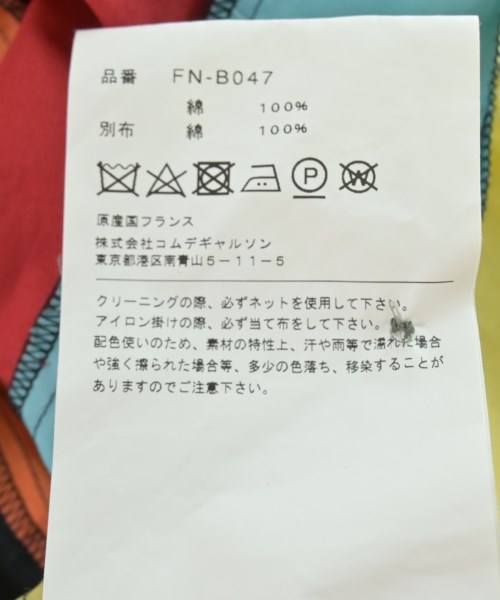 品番 FN-B047
綿 100%
別布 綿 100%
P W
原産国フランス
株式会社コムデギャルソン
東京都港区南青山5-11-5
クリーニングの際、必ずネットを使用して下さい。
アイロン掛けの際、必ず当て布をして下さい。
配色使いのため、素材の特性上、汗や雨等で濡れた場合
や強く擦られた場合等、多少の色落ち、移染することが
ありますのでご注意下さい。